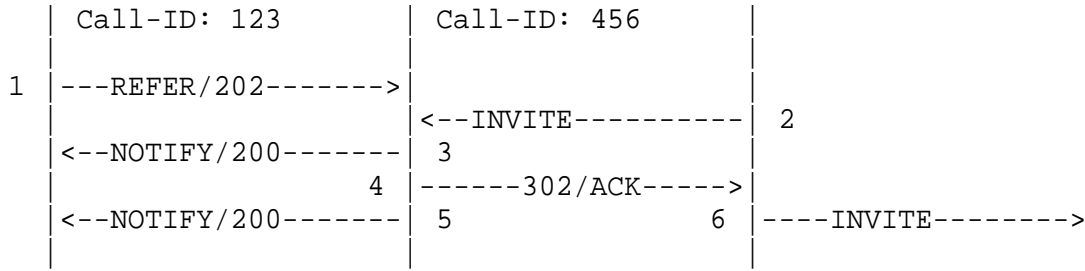 | Call-ID: 123 | Call-ID: 456 |
| | |
1 |---REFER/202------->| |
| |<--INVITE----------| 2
|<--NOTIFY/200-------| 3 |
| 4 |------302/ACK----->|
|<--NOTIFY/200-------| 5 6 |----INVITE-------->
| | |